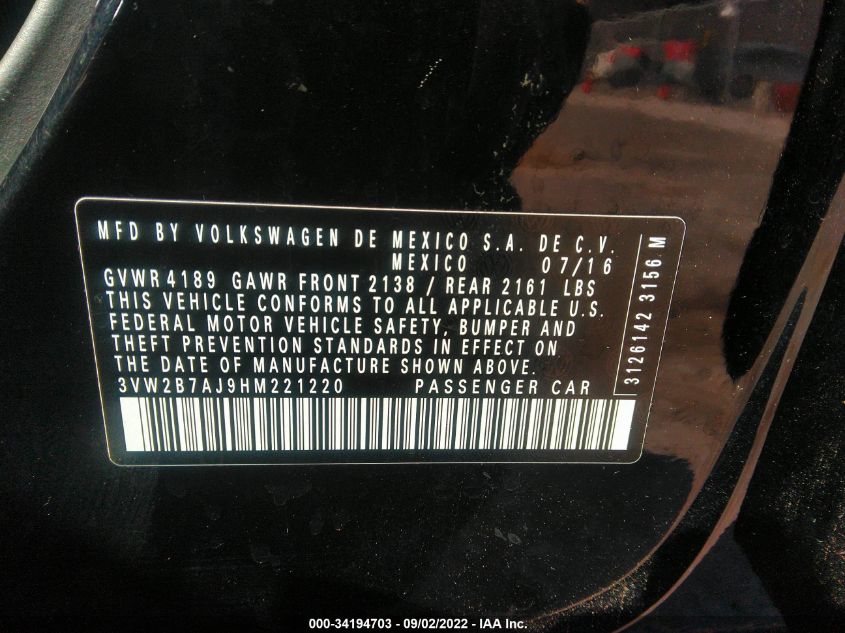 MFD BY VOLKSWAGEN DE MEXICO S.A. DE C.V.
MEXICO 07/16
GVWR 4189 GAWR FRONT 2138 / REAR 2161 LBS
THIS VEHICLE CONFORMS TO ALL APPLICABLE U.S.
FEDERAL MOTOR VEHICLE SAFETY, BUMPER AND
THEFT PREVENTION STANDARDS IN EFFECT ON
THE DATE OF MANUFACTURE SHOWN ABOVE.
3VW2B7AJ9HM221220 PASSENGER CAR
3126142 3156 M
000-34194703 - 09/02/2022 - IAA Inc.